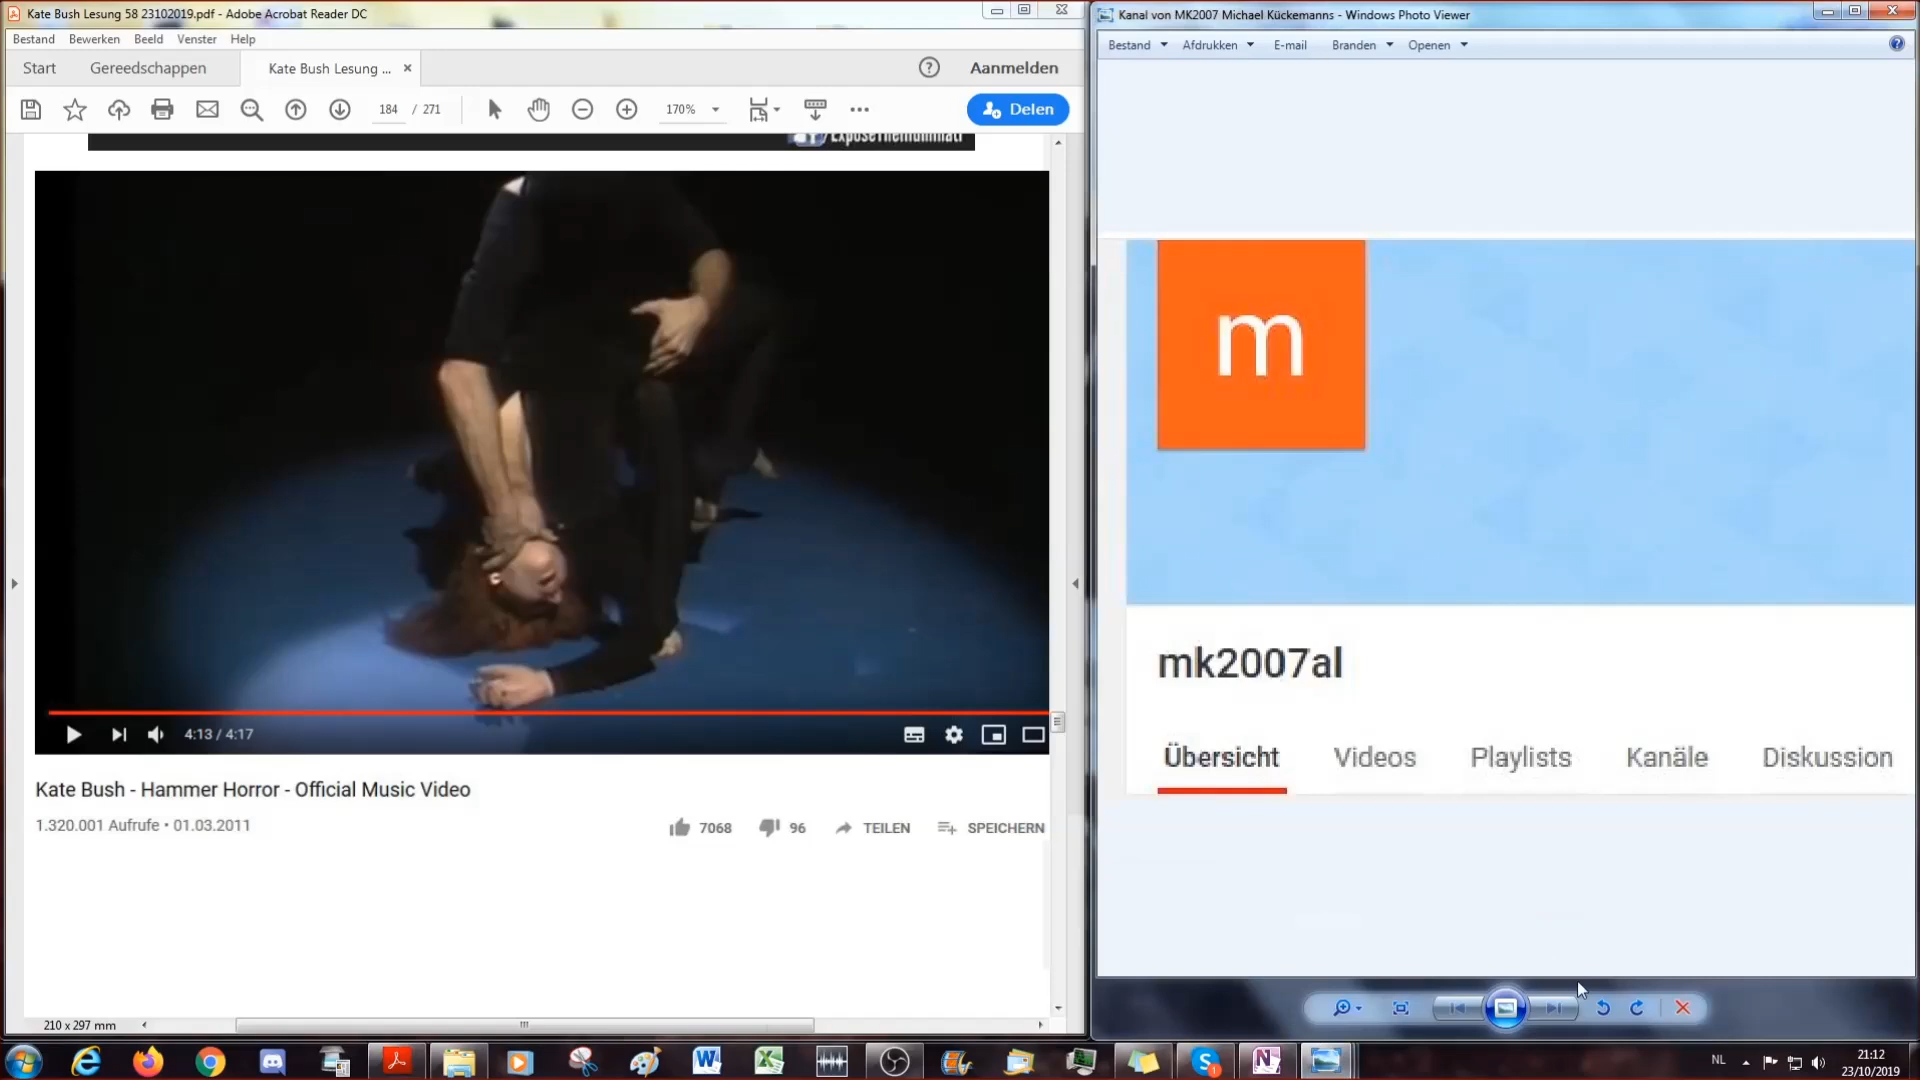 Kate Bush Lesung 58 23102019.pdf - Adobe Acrobat Reader DC
Bestand Bewerken Beeld Venster Help
Start Gereedschappen Kate Bush Lesung ... × Aanmelden
184 / 271 170% Delen
/ExposeTheIlluminati
4:13 / 4:17
Kate Bush - Hammer Horror - Official Music Video
1.320.001 Aufrufe • 01.03.2011
7068 96 TEILEN SPEICHERN
210 x 297 mm
Kanal von MK2007 Michael Kückemanns - Windows Photo Viewer
Bestand Afdrukken E-mail Branden Openen
m
mk2007al
Übersicht Videos Playlists Kanäle Diskussion
NL 21:12
23/10/2019